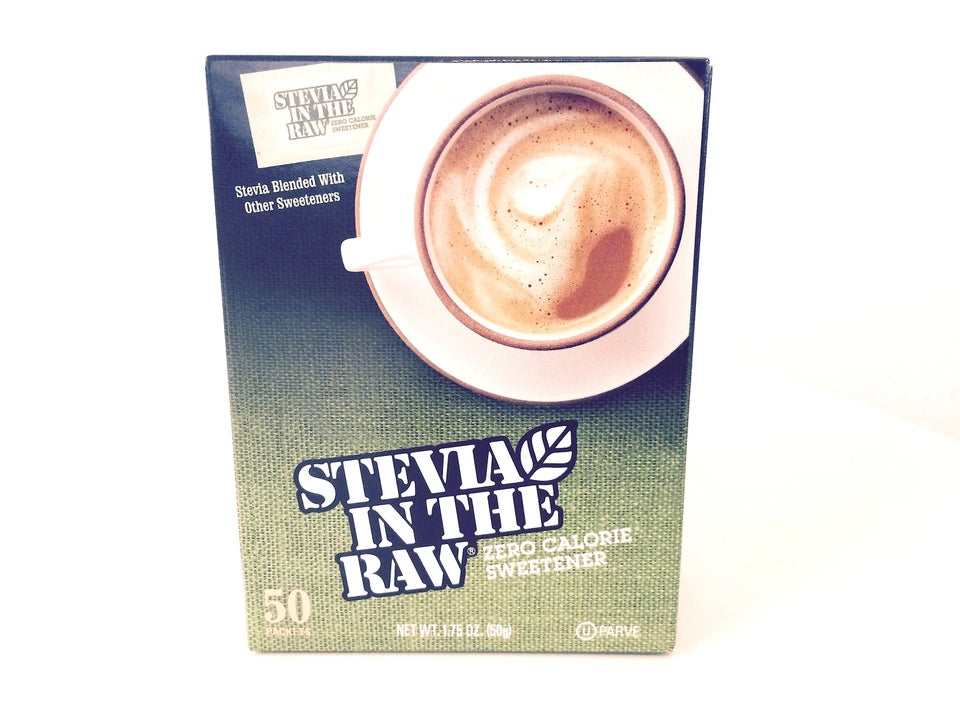 STEVIA
IN THE
RAW
ZERO CALORIE
SWEETENER
Stevia Blended With
Other Sweeteners
STEVIA
IN THE
RAW®
ZERO CALORIE
SWEETENER
50
PACKETS
NET WT. 1.75 OZ. (50g)
U PARVE